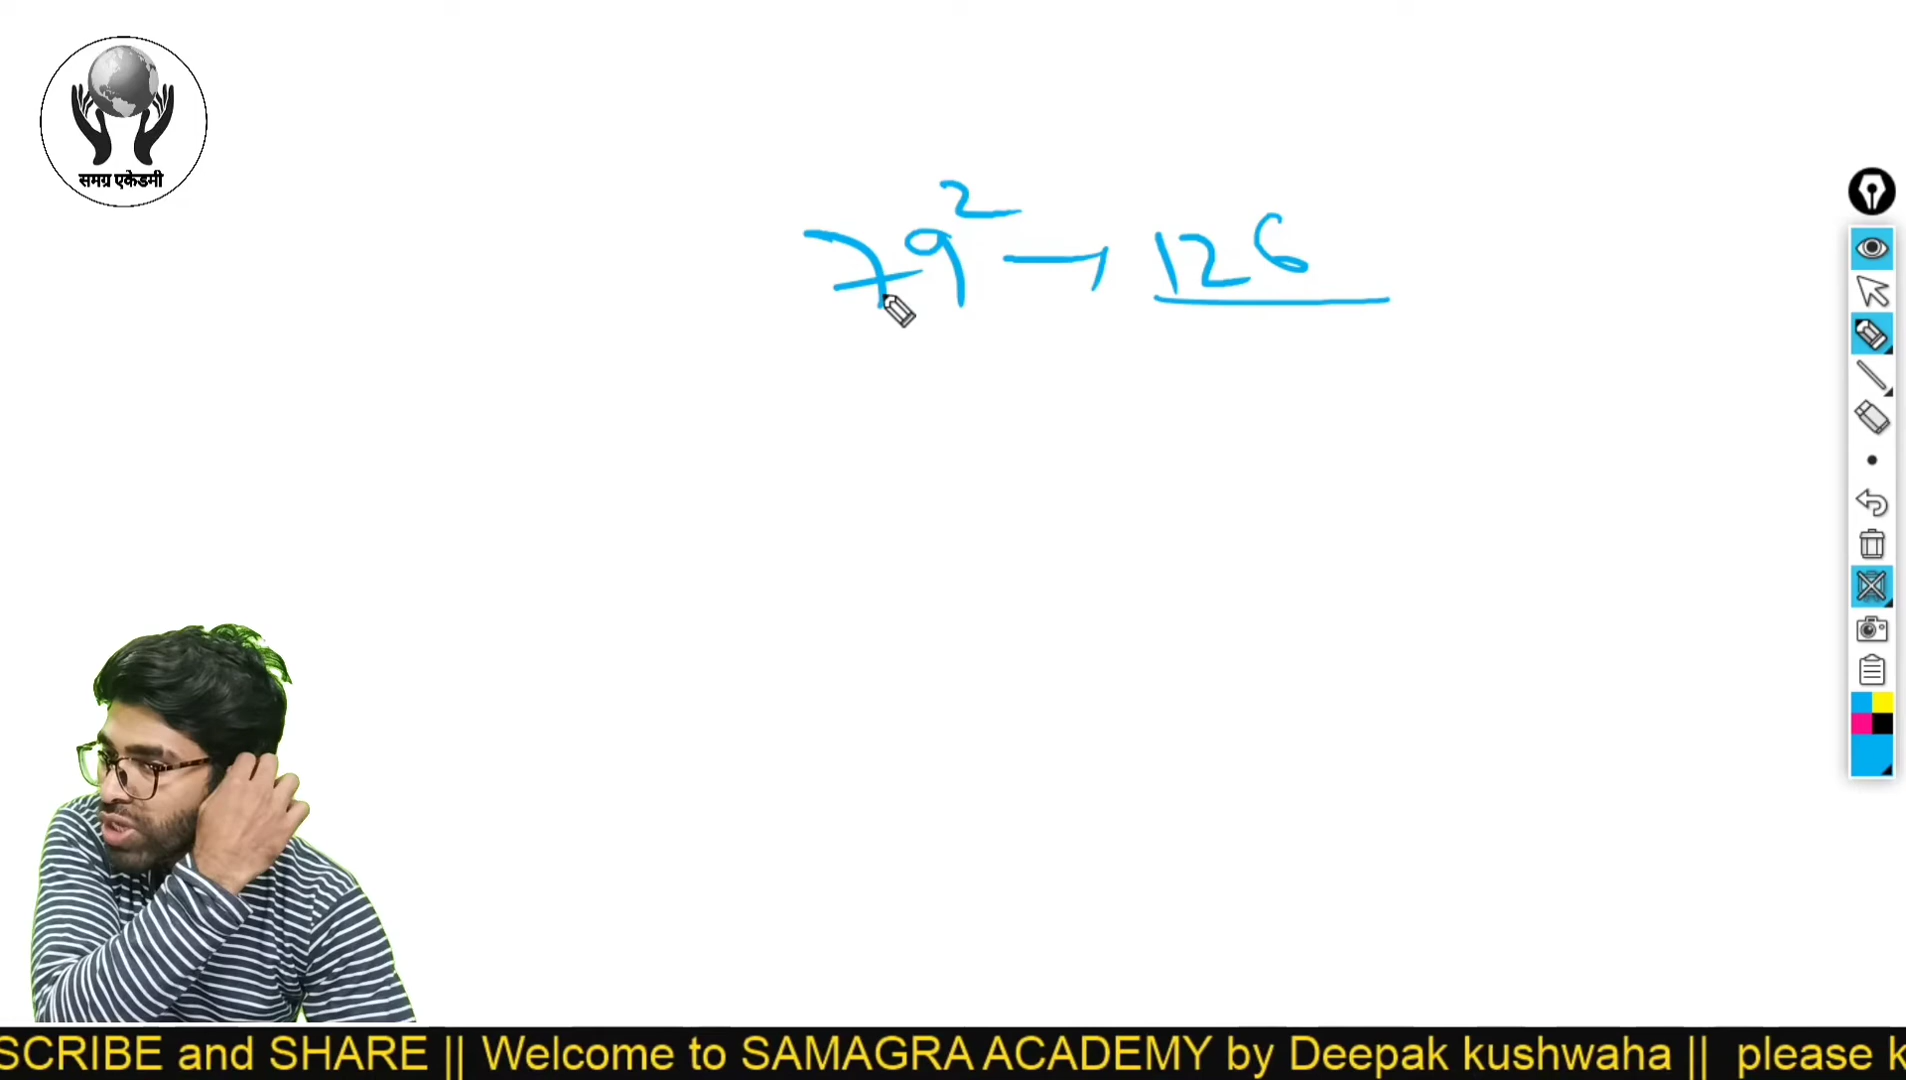 समग्र एकेडमी
79² → 126
SCRIBE and SHARE || Welcome to SAMAGRA ACADEMY by Deepak kushwaha || please k